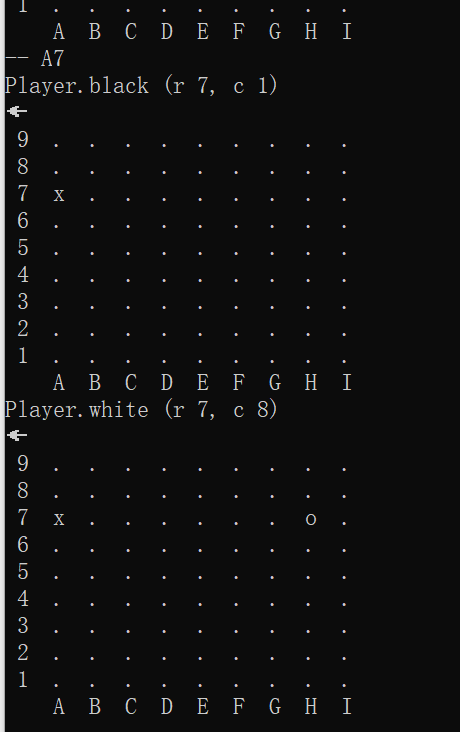 1 . . . . . . . . .
A B C D E F G H I
-- A7
Player.black (r 7, c 1)
←
9 . . . . . . . . .
8 . . . . . . . . .
7 x . . . . . . . .
6 . . . . . . . . .
5 . . . . . . . . .
4 . . . . . . . . .
3 . . . . . . . . .
2 . . . . . . . . .
1 . . . . . . . . .
A B C D E F G H I
Player.white (r 7, c 8)
←
9 . . . . . . . . .
8 . . . . . . . . .
7 x . . . . . . o .
6 . . . . . . . . .
5 . . . . . . . . .
4 . . . . . . . . .
3 . . . . . . . . .
2 . . . . . . . . .
1 . . . . . . . . .
A B C D E F G H I